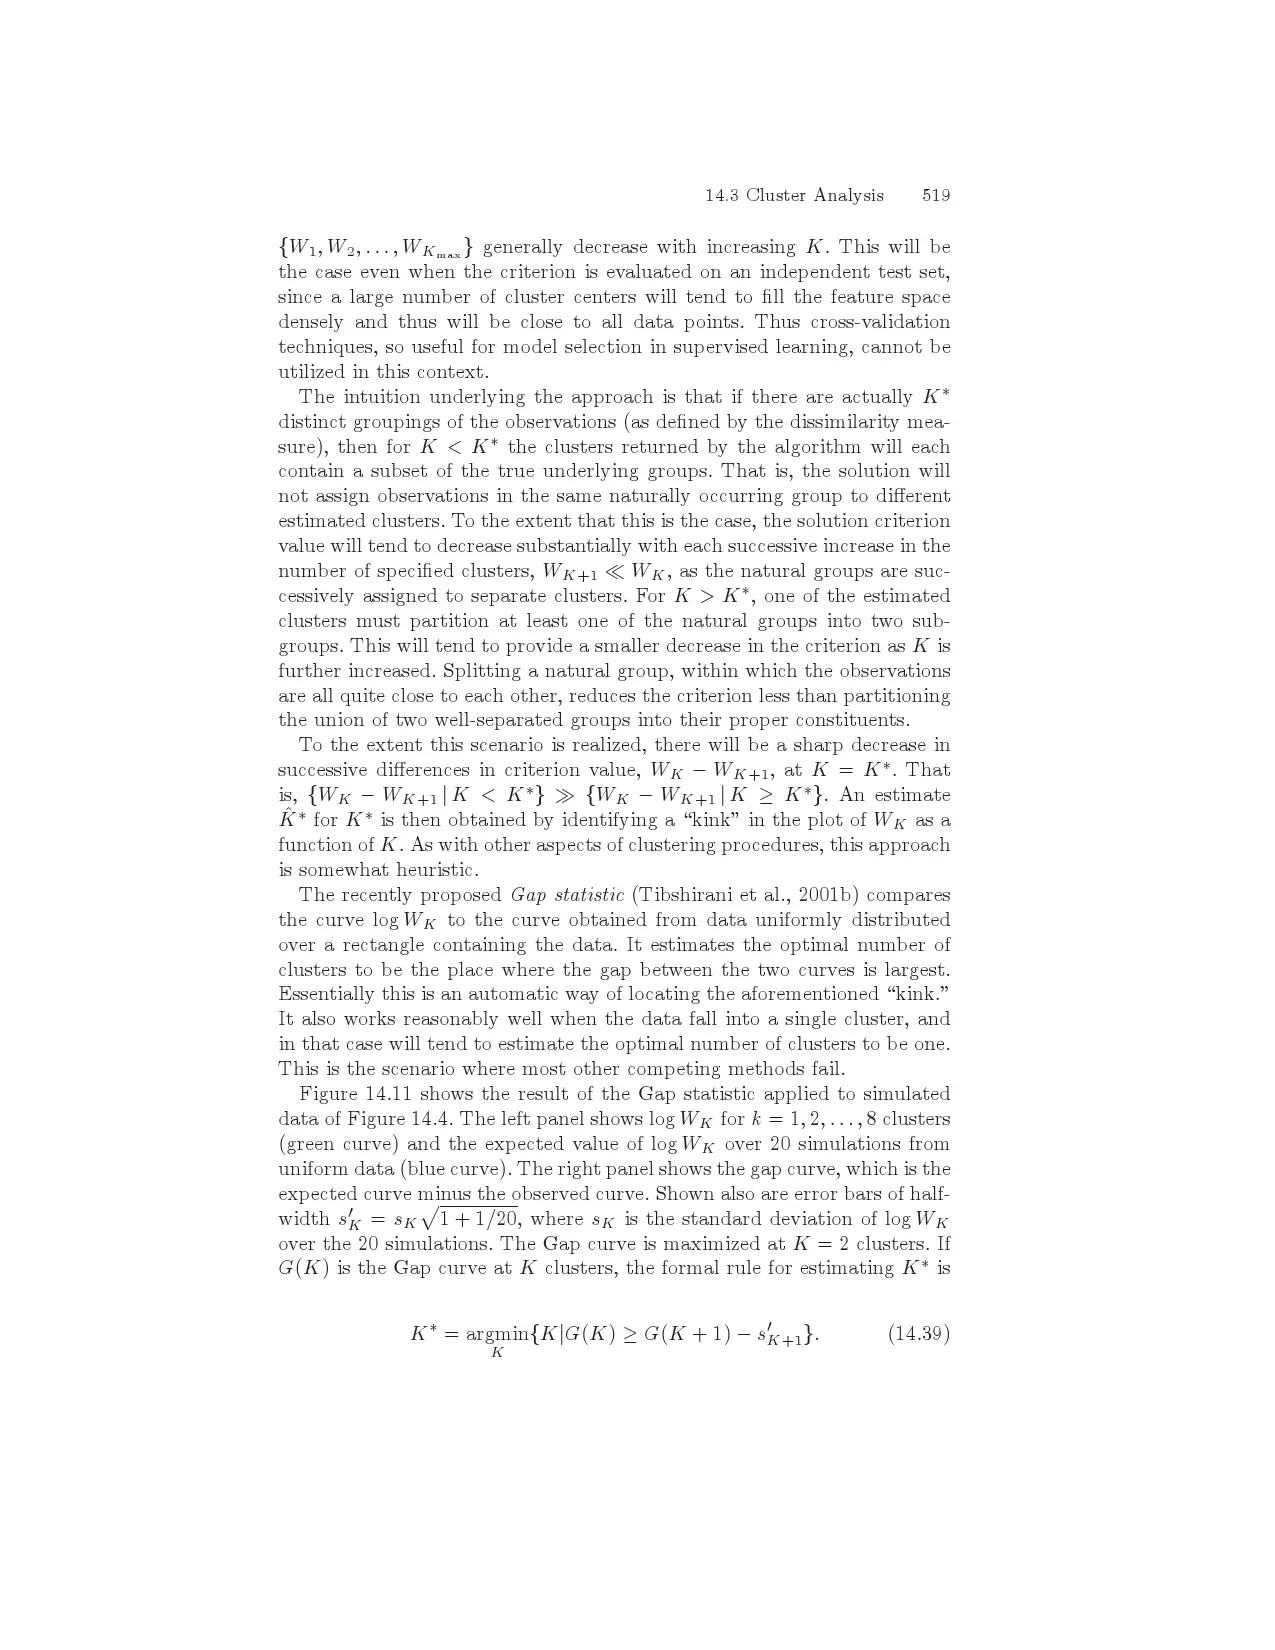 14.3 Cluster Analysis 519
{W₁, W₂, . . . , W_{K_max}} generally decrease with increasing K. This will be
the case even when the criterion is evaluated on an independent test set,
since a large number of cluster centers will tend to fill the feature space
densely and thus will be close to all data points. Thus cross-validation
techniques, so useful for model selection in supervised learning, cannot be
utilized in this context.
The intuition underlying the approach is that if there are actually K*
distinct groupings of the observations (as defined by the dissimilarity mea-
sure), then for K < K* the clusters returned by the algorithm will each
contain a subset of the true underlying groups. That is, the solution will
not assign observations in the same naturally occurring group to different
estimated clusters. To the extent that this is the case, the solution criterion
value will tend to decrease substantially with each successive increase in the
number of specified clusters, W_{K+1} ≪ W_K, as the natural groups are suc-
cessively assigned to separate clusters. For K > K*, one of the estimated
clusters must partition at least one of the natural groups into two sub-
groups. This will tend to provide a smaller decrease in the criterion as K is
further increased. Splitting a natural group, within which the observations
are all quite close to each other, reduces the criterion less than partitioning
the union of two well-separated groups into their proper constituents.
To the extent this scenario is realized, there will be a sharp decrease in
successive differences in criterion value, W_K − W_{K+1}, at K = K*. That
is, {W_K − W_{K+1} | K < K*} ≫ {W_K − W_{K+1} | K ≥ K*}. An estimate
K̂* for K* is then obtained by identifying a “kink” in the plot of W_K as a
function of K. As with other aspects of clustering procedures, this approach
is somewhat heuristic.
The recently proposed Gap statistic (Tibshirani et al., 2001b) compares
the curve log W_K to the curve obtained from data uniformly distributed
over a rectangle containing the data. It estimates the optimal number of
clusters to be the place where the gap between the two curves is largest.
Essentially this is an automatic way of locating the aforementioned “kink.”
It also works reasonably well when the data fall into a single cluster, and
in that case will tend to estimate the optimal number of clusters to be one.
This is the scenario where most other competing methods fail.
Figure 14.11 shows the result of the Gap statistic applied to simulated
data of Figure 14.4. The left panel shows log W_K for k = 1, 2, . . . , 8 clusters
(green curve) and the expected value of log W_K over 20 simulations from
uniform data (blue curve). The right panel shows the gap curve, which is the
expected curve minus the observed curve. Shown also are error bars of half-
width s′_K = s_K√(1 + 1/20), where s_K is the standard deviation of log W_K
over the 20 simulations. The Gap curve is maximized at K = 2 clusters. If
G(K) is the Gap curve at K clusters, the formal rule for estimating K* is
K* = argmin_K{K|G(K) ≥ G(K + 1) − s′_{K+1}}. (14.39)